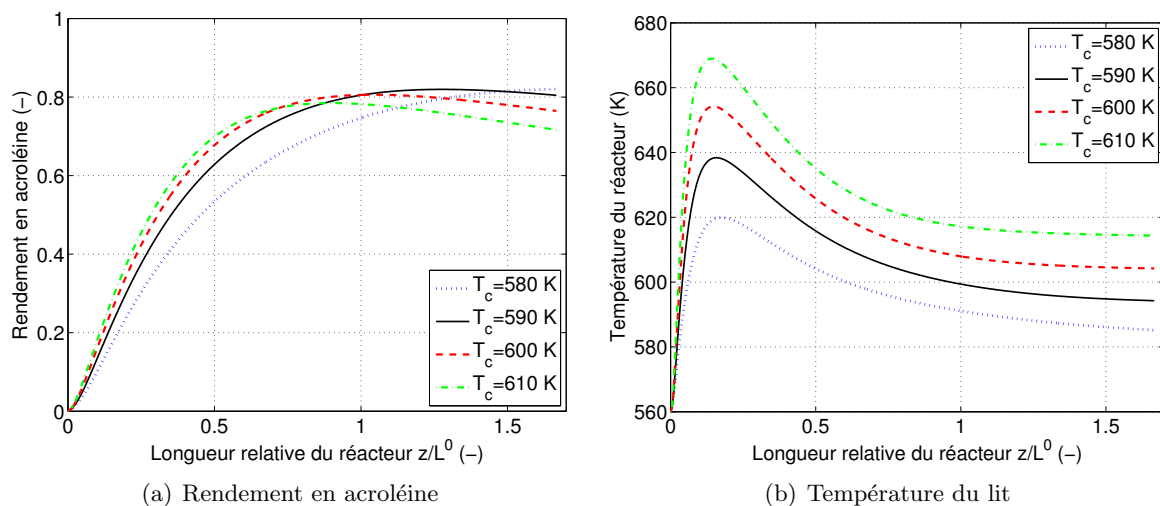 Rendement en acroléine (−)
1
0.8
0.6
0.4
0.2
0
0
0.5
1
1.5
Longueur relative du réacteur z/L⁰ (−)
T_c=580 K
T_c=590 K
T_c=600 K
T_c=610 K
(a) Rendement en acroléine
Température du réacteur (K)
680
660
640
620
600
580
560
0
0.5
1
1.5
Longueur relative du réacteur z/L⁰ (−)
T_c=580 K
T_c=590 K
T_c=600 K
T_c=610 K
(b) Température du lit